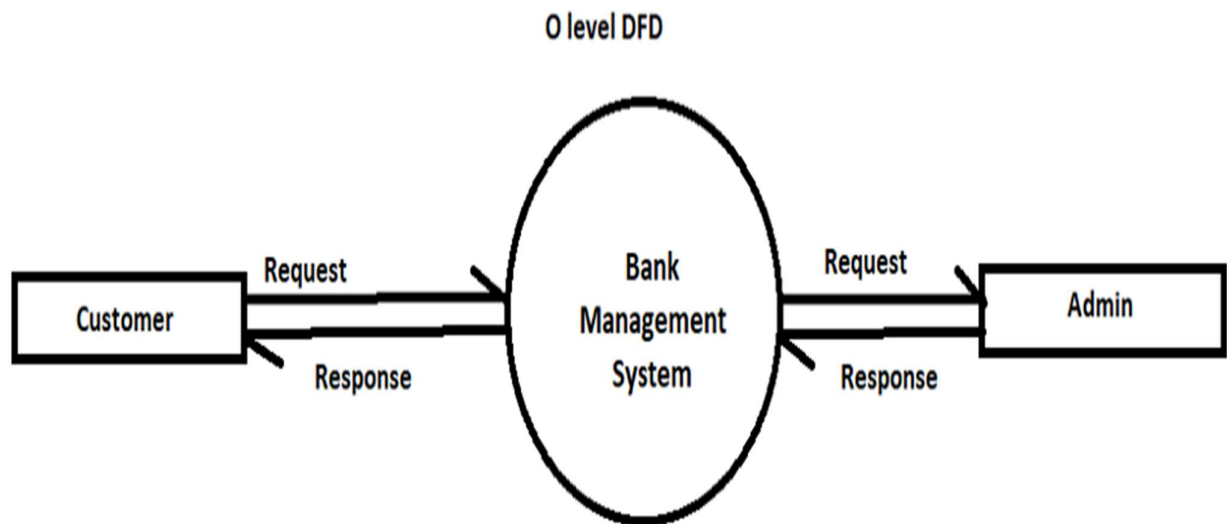 O level DFD
Request
Bank
Request
Customer
Management
Admin
System
Response
Response